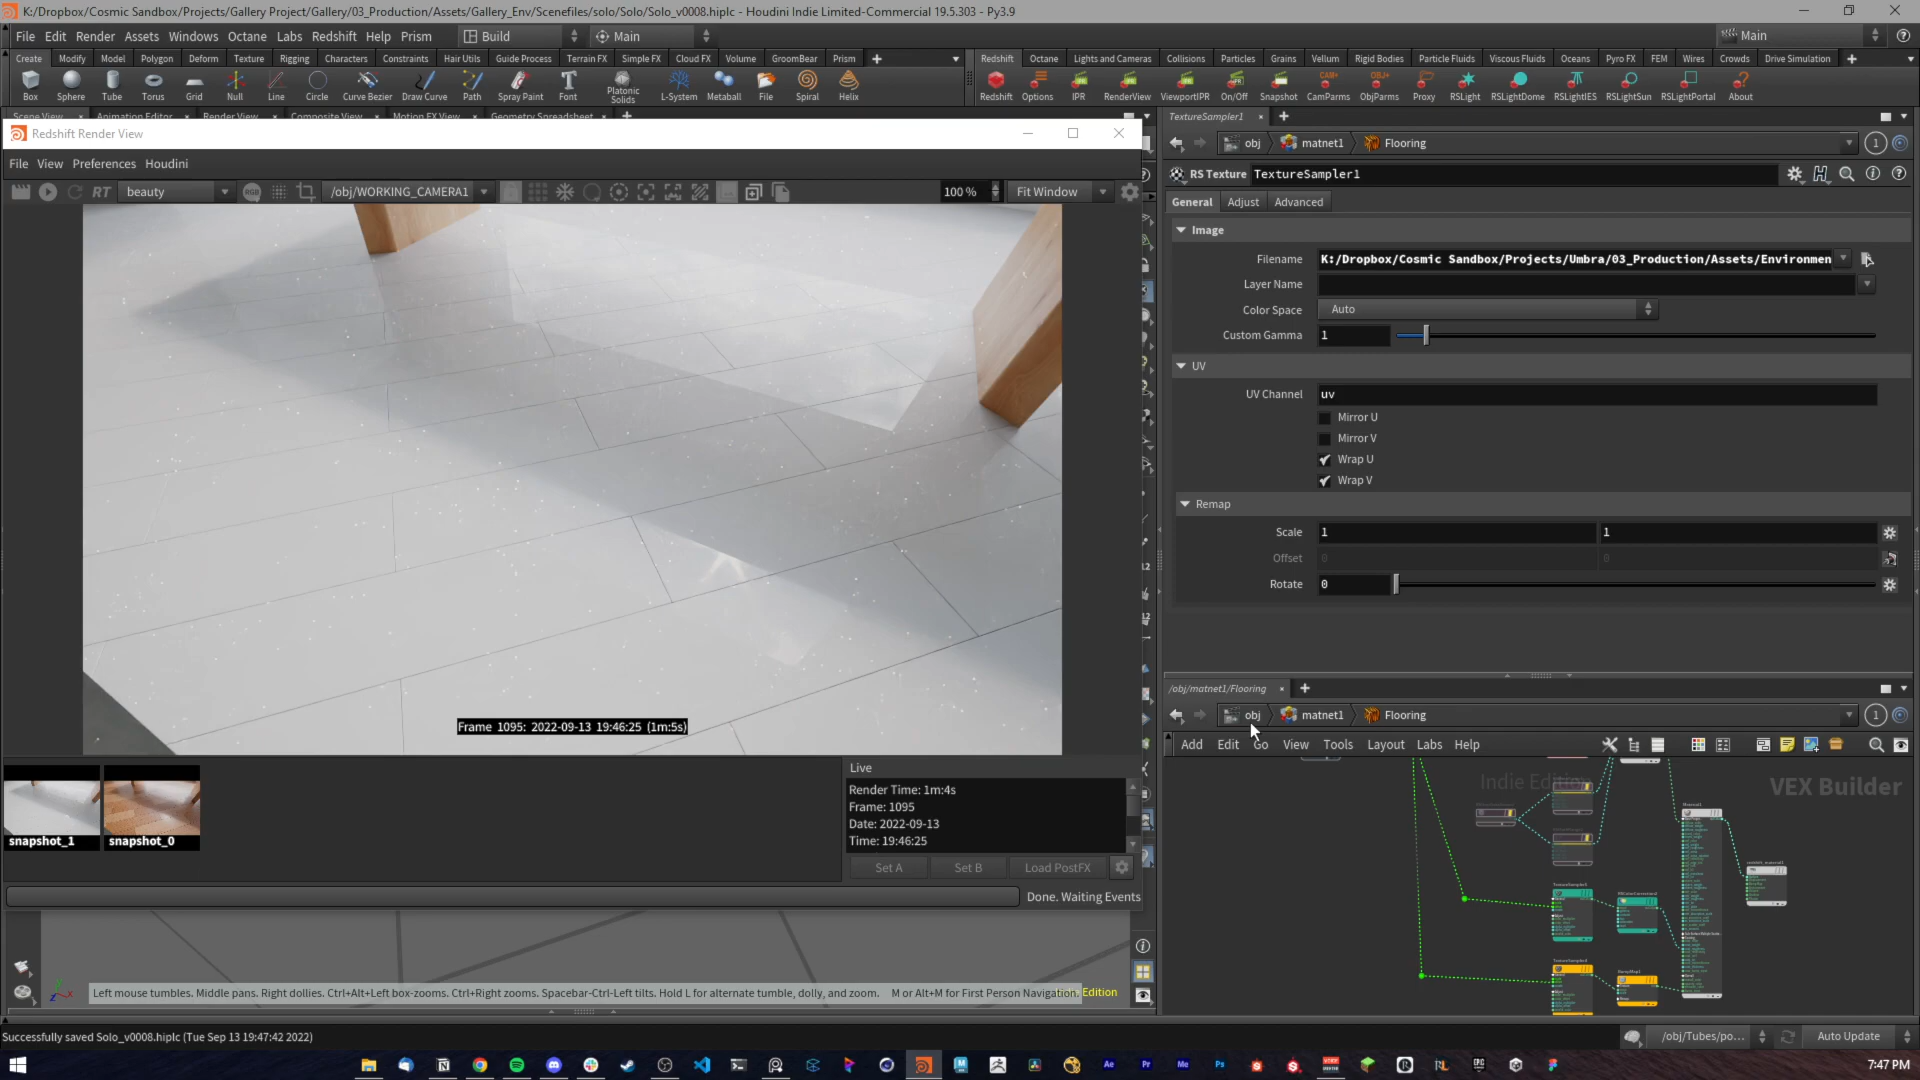 K:/Dropbox/Cosmic Sandbox/Projects/Gallery Project/Gallery/03_Production/Assets/Gallery_Env/Scenefiles/solo/Solo/Solo_v0008.hiplc - Houdini Indie Limited-Commercial 19.5.303 - Py3.9
File Edit Render Assets Windows Octane Labs Redshift Help Prism Build Main Main
Create Modify Model Polygon Deform Texture Rigging Characters Constraints Hair Utils Guide Process Terrain FX Simple FX Cloud FX Volume GroomBear Prism
Redshift Octane Lights and Cameras Collisions Particles Grains Vellum Rigid Bodies Particle Fluids Viscous Fluids Oceans Pyro FX FEM Wires Crowds Drive Simulation
Box Sphere Tube Torus Grid Null Line Circle Curve Bezier Draw Curve Path Spray Paint Font Platonic Solids L-System Metaball File Spiral Helix
Redshift Options IPR RenderView ViewportIPR On/Off Snapshot CamParms ObjParms Proxy RSLight RSLightDome RSLightIES RSLightSun RSLightPortal About
Scene View Animation Editor Render View Composite View Motion FX View Geometry Spreadsheet
Redshift Render View
File View Preferences Houdini
RT beauty RGB /obj/WORKING_CAMERA1 100 % Fit Window
Frame 1095: 2022-09-13 19:46:25 (1m:5s)
snapshot_1 snapshot_0
Live
Render Time: 1m:4s
Frame: 1095
Date: 2022-09-13
Time: 19:46:25
Set A Set B Load PostFX
Done. Waiting Events
Left mouse tumbles. Middle pans. Right dollies. Ctrl+Alt+Left box-zooms. Ctrl+Right zooms. Spacebar-Ctrl-Left tilts. Hold L for alternate tumble, dolly, and zoom. M or Alt+M for First Person Navigation. Edition
TextureSampler1
obj matnet1 Flooring 1
RS Texture TextureSampler1
General Adjust Advanced
Image
Filename K:/Dropbox/Cosmic Sandbox/Projects/Umbra/03_Production/Assets/Environmen
Layer Name
Color Space Auto
Custom Gamma 1
UV
UV Channel uv
Mirror U
Mirror V
Wrap U
Wrap V
Remap
Scale 1 1
Offset 0 0
Rotate 0
/obj/matnet1/Flooring
obj matnet1 Flooring 1
Add Edit Go View Tools Layout Labs Help
Indie Edition VEX Builder
Successfully saved Solo_v0008.hiplc (Tue Sep 13 19:47:42 2022)
/obj/Tubes/po... Auto Update
7:47 PM